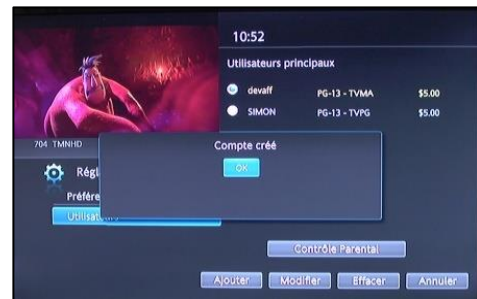 10:52
Utilisateurs principaux
devaff PG-13 - TVMA $5.00
SIMON PG-13 - TVPG $5.00
704 TMNHD
Compte créé
OK
Contrôle Parental
Ajouter Modifier Effacer Annuler